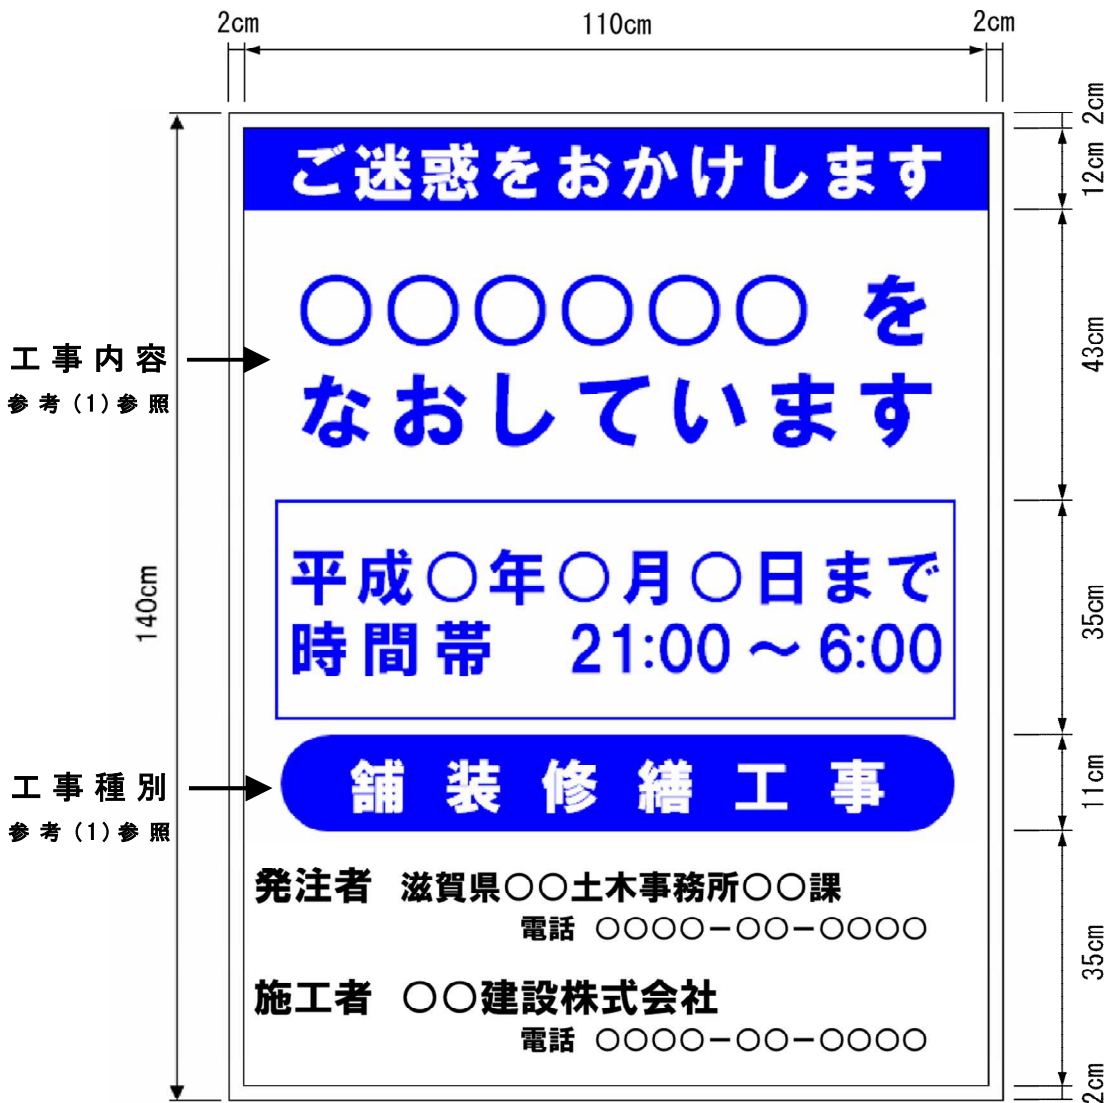 2cm 110cm 2cm
2cm
12cm
ご迷惑をおかけします
○○○○○○ を
なおしています
43cm
工事内容
参考(1)参照
平成○年○月○日まで
時間帯 21:00～6:00
35cm
140cm
工事種別
参考(1)参照
舗装修繕工事
11cm
発注者 滋賀県○○土木事務所○○課
電話 ○○○○－○○－○○○○
施工者 ○○建設株式会社
電話 ○○○○－○○－○○○○
35cm
2cm